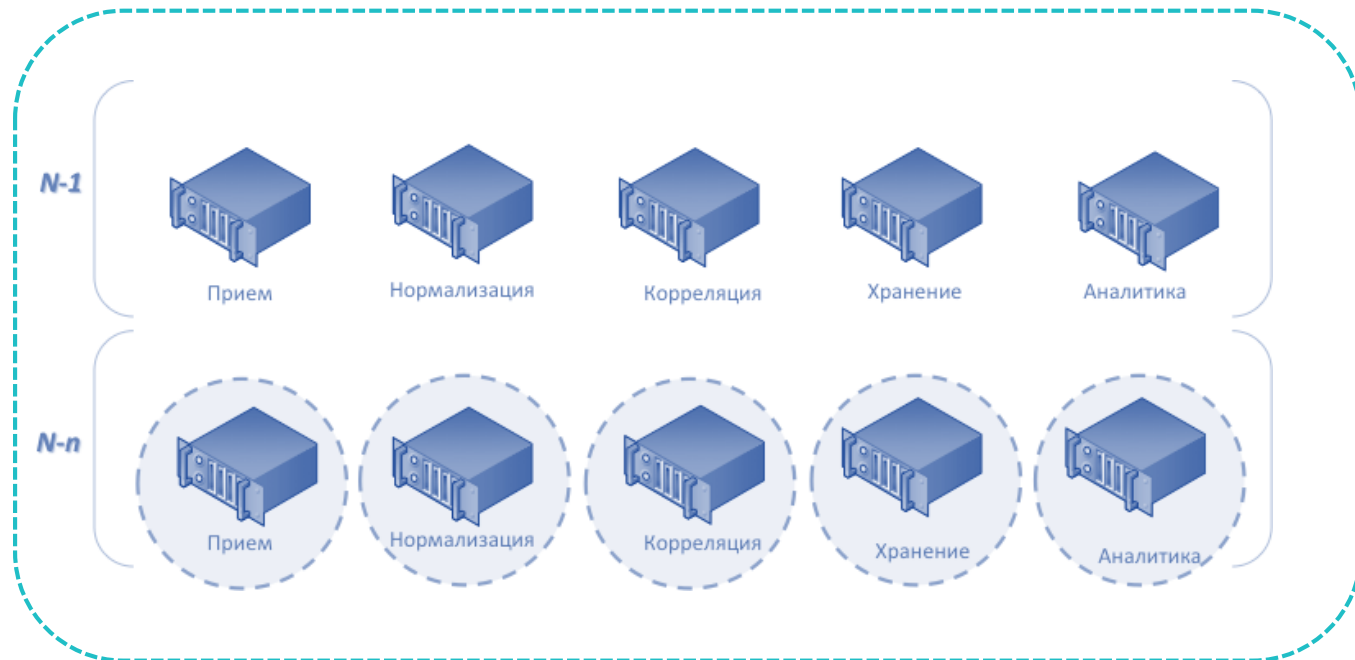 N-1
Прием
Нормализация
Корреляция
Хранение
Аналитика
N-n
Прием
Нормализация
Корреляция
Хранение
Аналитика